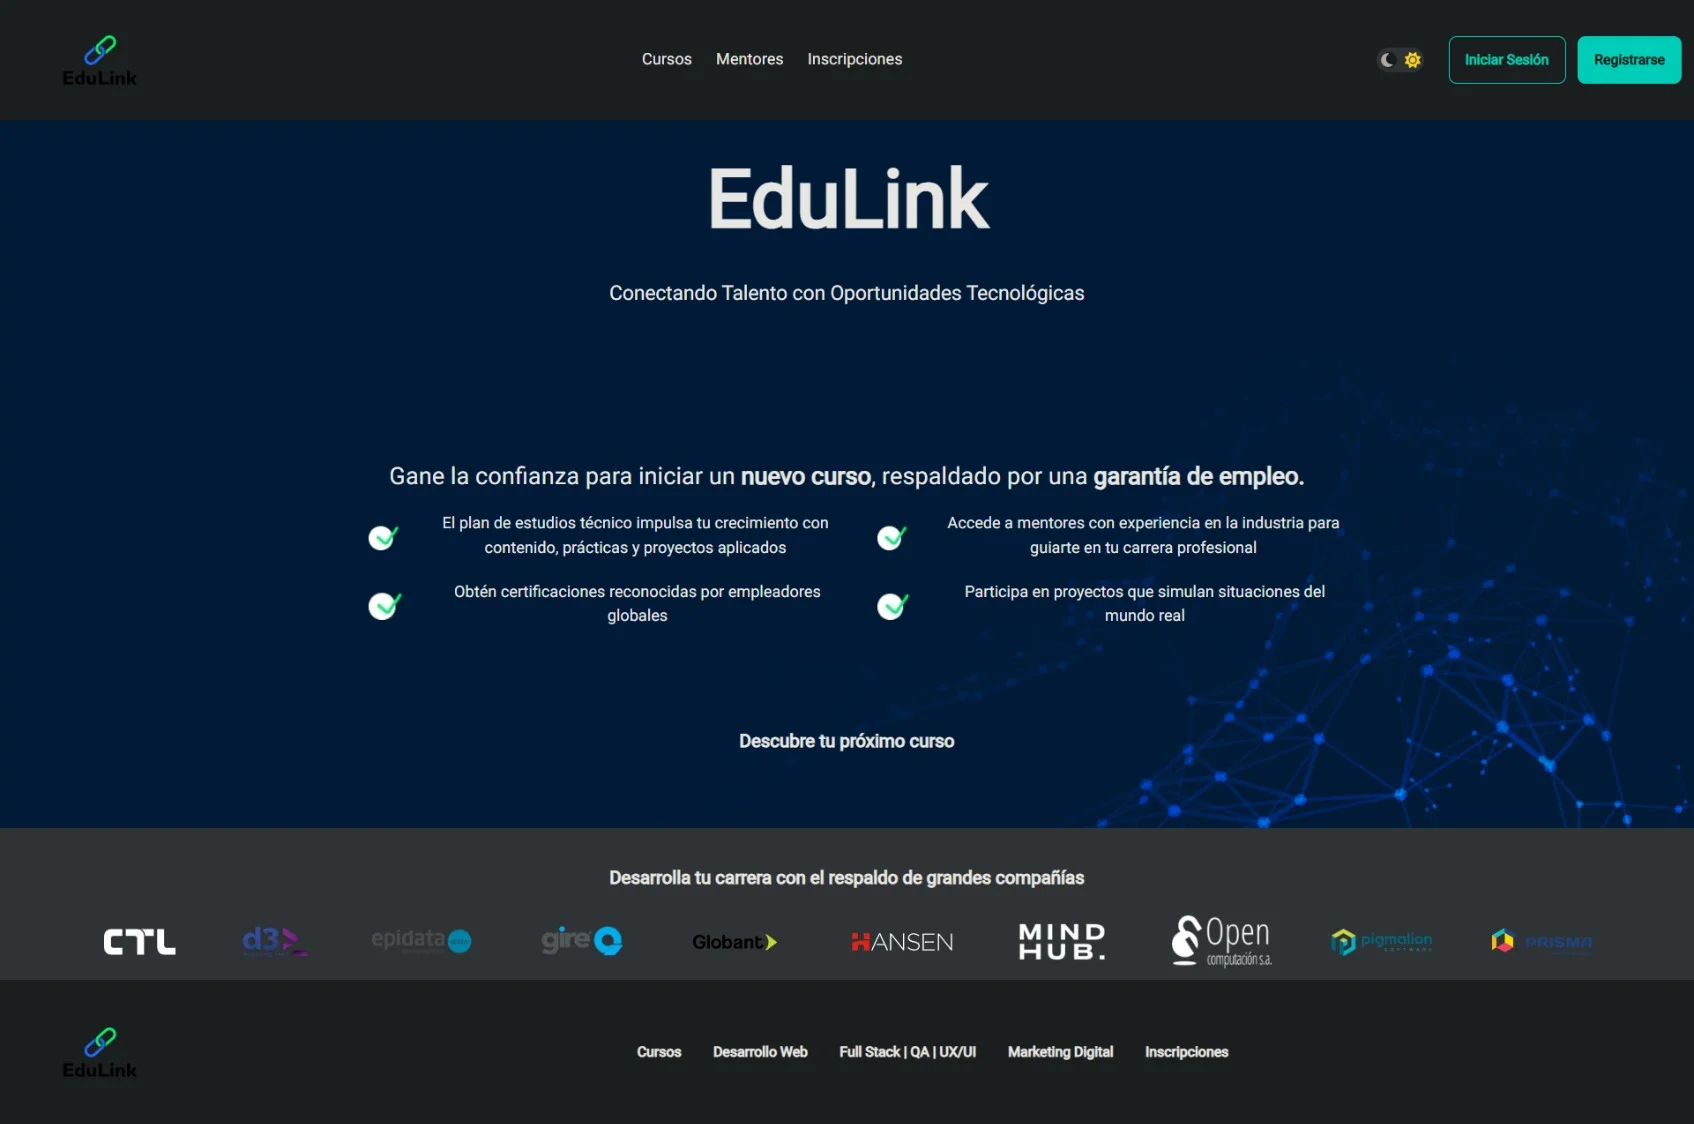 EduLink
Cursos Mentores Inscripciones
Iniciar Sesión Registrarse
EduLink
Conectando Talento con Oportunidades Tecnológicas
Gane la confianza para iniciar un nuevo curso, respaldado por una garantía de empleo.
El plan de estudios técnico impulsa tu crecimiento con
contenido, prácticas y proyectos aplicados
Accede a mentores con experiencia en la industria para
guiarte en tu carrera profesional
Obtén certificaciones reconocidas por empleadores
globales
Participa en proyectos que simulan situaciones del
mundo real
Descubre tu próximo curso
Desarrolla tu carrera con el respaldo de grandes compañías
CTL
d3
epidata
gire
Globant
HANSEN
MIND
HUB.
Open
computación s.a.
pigmalion
SOFTWARE
PRISMA
EduLink
Cursos Desarrollo Web Full Stack | QA | UX/UI Marketing Digital Inscripciones